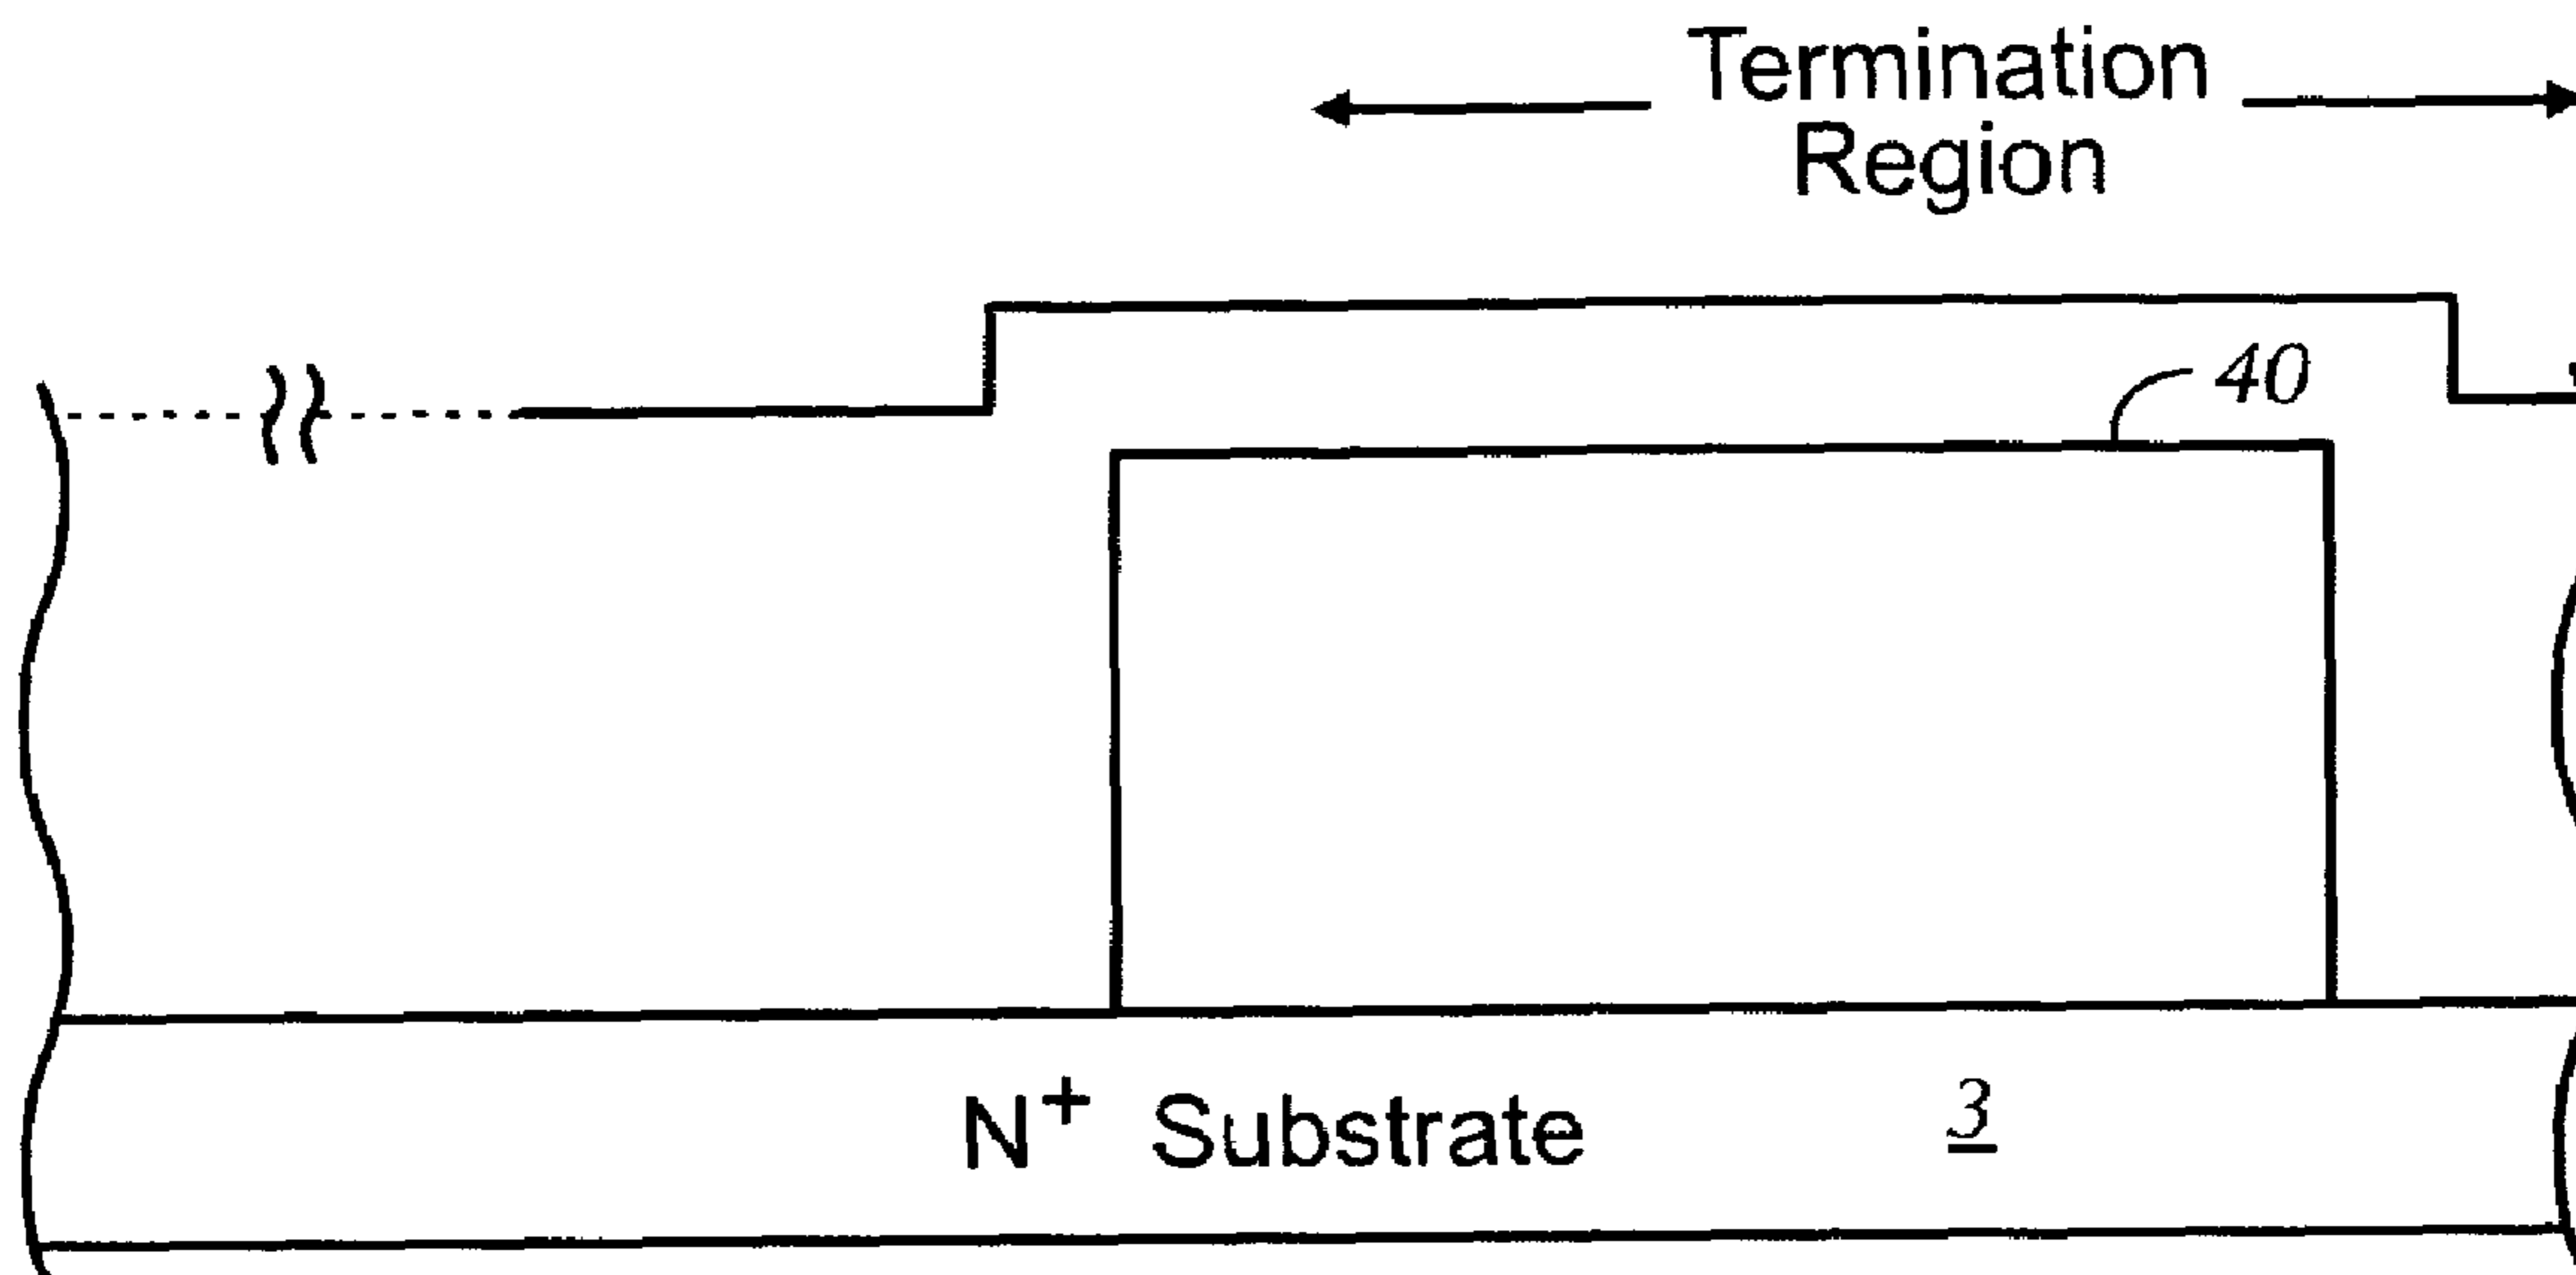 Termination
Region
40
N⁺ Substrate 3